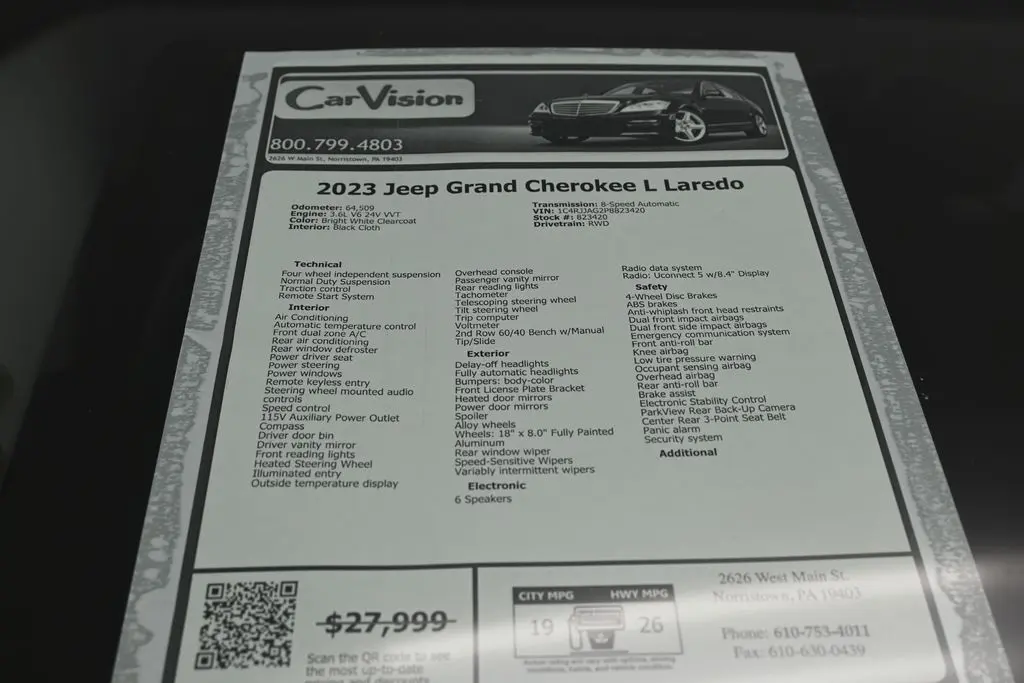 CarVision
800.799.4803
2626 W Main St, Norristown, PA 19403
2023 Jeep Grand Cherokee L Laredo
Odometer: 64,509
Engine: 3.6L V6 24V VVT
Color: Bright White Clearcoat
Interior: Black Cloth
Transmission: 8-Speed Automatic
VIN: 1C4RJJAG2P8823420
Stock #: 823420
Drivetrain: RWD
Technical
Four wheel independent suspension
Normal Duty Suspension
Traction control
Remote Start System
Interior
Air Conditioning
Automatic temperature control
Front dual zone A/C
Rear air conditioning
Rear window defroster
Power driver seat
Power steering
Power windows
Remote keyless entry
Steering wheel mounted audio
controls
Speed control
115V Auxiliary Power Outlet
Compass
Driver door bin
Driver vanity mirror
Front reading lights
Heated Steering Wheel
Illuminated entry
Outside temperature display
Overhead console
Passenger vanity mirror
Rear reading lights
Tachometer
Telescoping steering wheel
Tilt steering wheel
Trip computer
Voltmeter
2nd Row 60/40 Bench w/Manual
Tip/Slide
Exterior
Delay-off headlights
Fully automatic headlights
Bumpers: body-color
Front License Plate Bracket
Heated door mirrors
Power door mirrors
Spoiler
Alloy wheels
Wheels: 18" x 8.0" Fully Painted
Aluminum
Rear window wiper
Speed-Sensitive Wipers
Variably intermittent wipers
Electronic
6 Speakers
Radio data system
Radio: Uconnect 5 w/8.4" Display
Safety
4-Wheel Disc Brakes
ABS brakes
Anti-whiplash front head restraints
Dual front impact airbags
Dual front side impact airbags
Emergency communication system
Front anti-roll bar
Knee airbag
Low tire pressure warning
Occupant sensing airbag
Overhead airbag
Rear anti-roll bar
Brake assist
Electronic Stability Control
ParkView Rear Back-Up Camera
Center Rear 3-Point Seat Belt
Panic alarm
Security system
Additional
$27,999
Scan the QR code to see
the most up-to-date
pricing and discounts
CITY MPG
HWY MPG
19
26
2626 West Main St.
Norristown, PA 19403
Phone: 610-753-4011
Fax: 610-630-0439